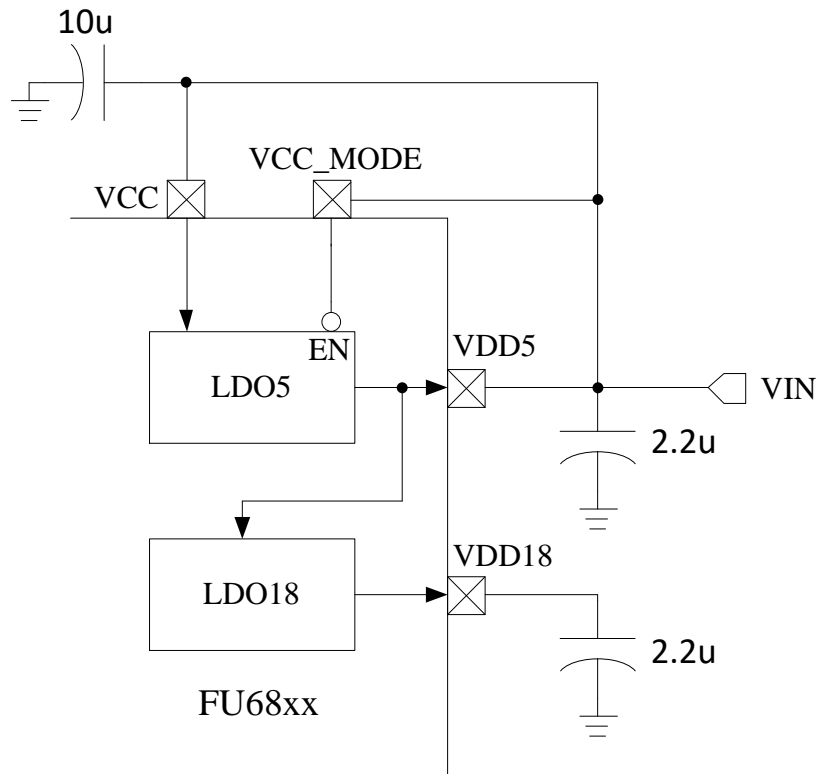 10u
VCC_MODE
VCC
EN
LDO5
VDD5
VIN
2.2u
VDD18
LDO18
2.2u
FU68xx